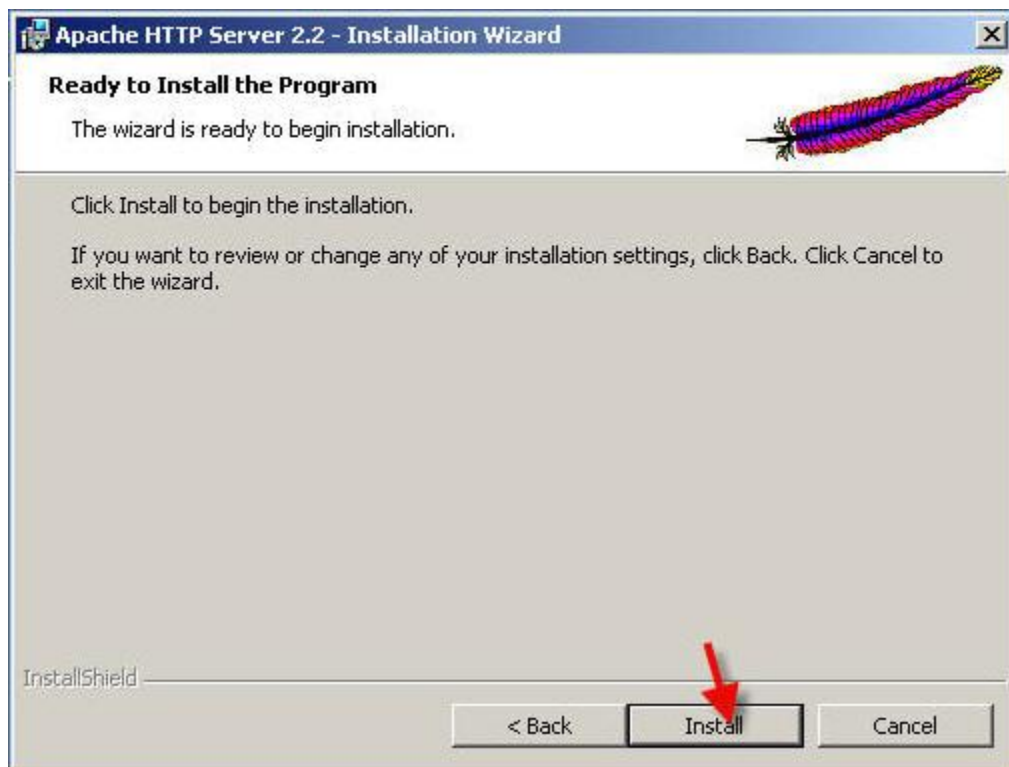 Apache HTTP Server 2.2 - Installation Wizard
Ready to Install the Program
The wizard is ready to begin installation.
Click Install to begin the installation.
If you want to review or change any of your installation settings, click Back. Click Cancel to
exit the wizard.
InstallShield
< Back Install Cancel